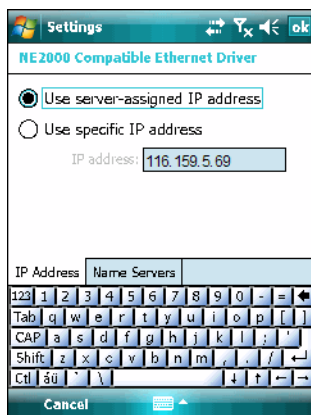 Settings
ok
NE2000 Compatible Ethernet Driver
Use server-assigned IP address
Use specific IP address
IP address: 116.159.5.69
IP Address Name Servers
123 1 2 3 4 5 6 7 8 9 0 - =
Tab q w e r t y u i o p [ ]
CAP a s d f g h j k l ; '
Shift z x c v b n m , . /
Ctl áü ` \
Cancel